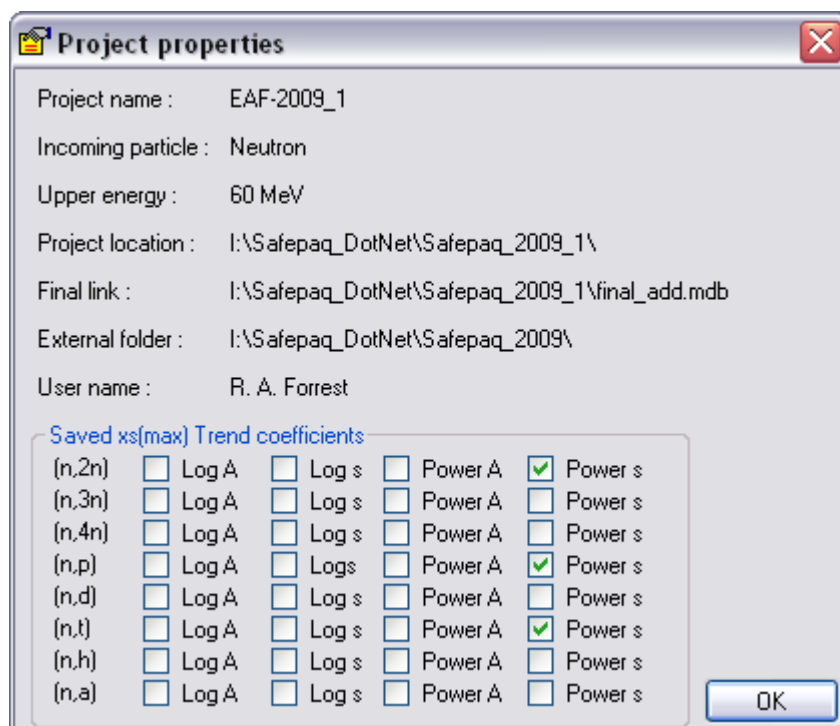 Project properties
Project name : EAF-2009_1
Incoming particle : Neutron
Upper energy : 60 MeV
Project location : I:\Safepaq_DotNet\Safepaq_2009_1\
Final link : I:\Safepaq_DotNet\Safepaq_2009_1\final_add.mdb
External folder : I:\Safepaq_DotNet\Safepaq_2009\
User name : R. A. Forrest
Saved xs(max) Trend coefficients
(n,2n) Log A Log s Power A Power s
(n,3n) Log A Log s Power A Power s
(n,4n) Log A Log s Power A Power s
(n,p) Log A Logs Power A Power s
(n,d) Log A Log s Power A Power s
(n,t) Log A Log s Power A Power s
(n,h) Log A Log s Power A Power s
(n,a) Log A Log s Power A Power s
OK